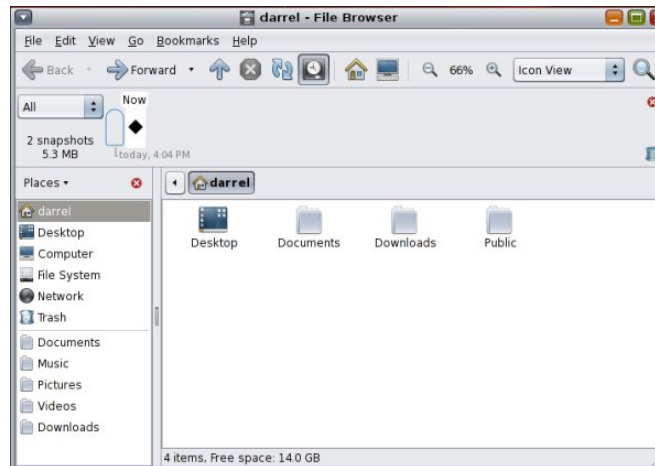 darrel - File Browser
File Edit View Go Bookmarks Help
Back Forward 66% Icon View
All Now
2 snapshots
5.3 MB today, 4:04 PM
Places darrel
darrel
Desktop
Computer
File System
Network
Trash
Documents
Music
Pictures
Videos
Downloads
Desktop Documents Downloads Public
4 items, Free space: 14.0 GB